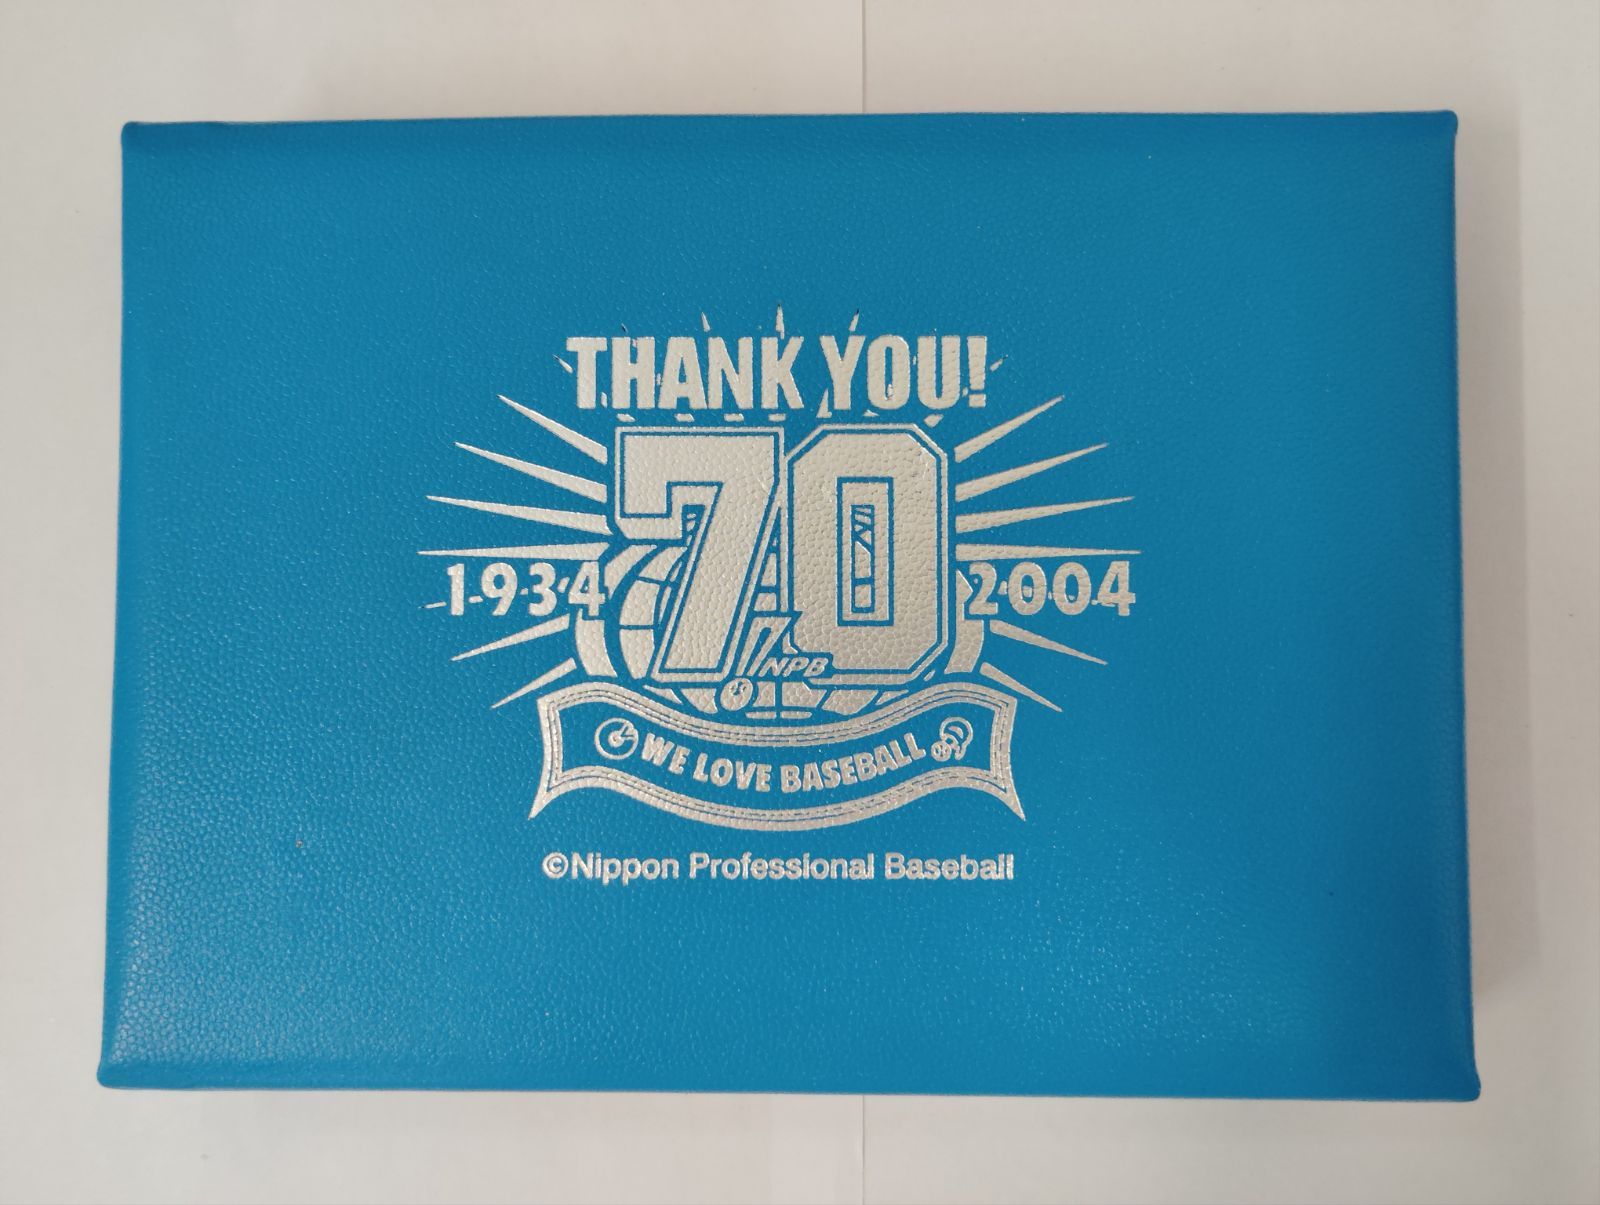 THANK YOU!
70
1934 2004
NPB
WE LOVE BASEBALL
©Nippon Professional Baseball